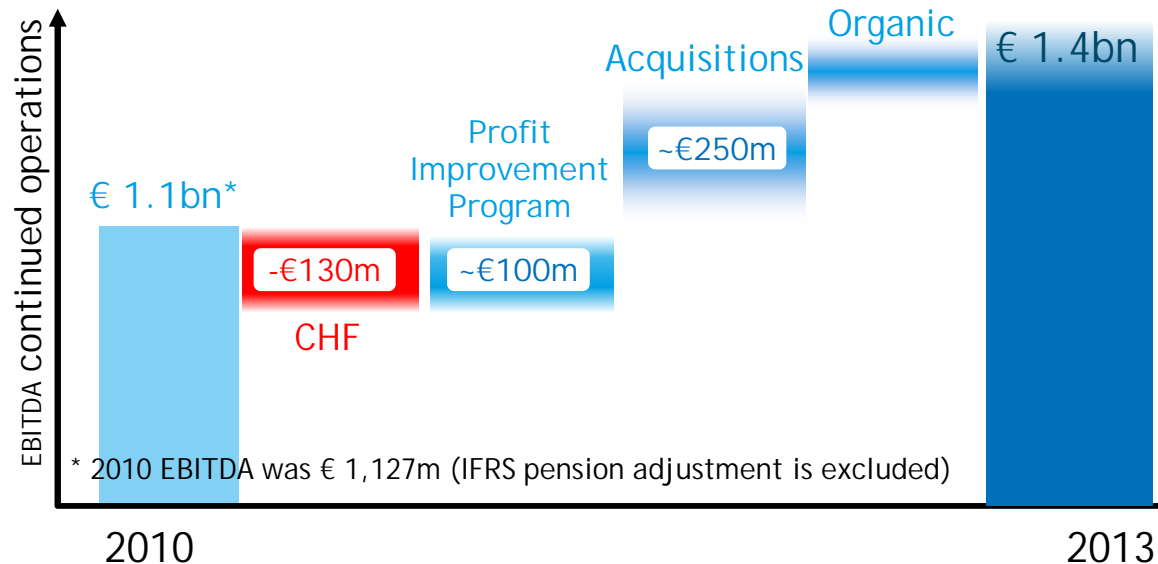 EBITDA continued operations
€ 1.1bn*
-€130m
CHF
Profit
Improvement
Program
~€100m
Acquisitions
~€250m
Organic
€ 1.4bn
* 2010 EBITDA was € 1,127m (IFRS pension adjustment is excluded)
2010
2013